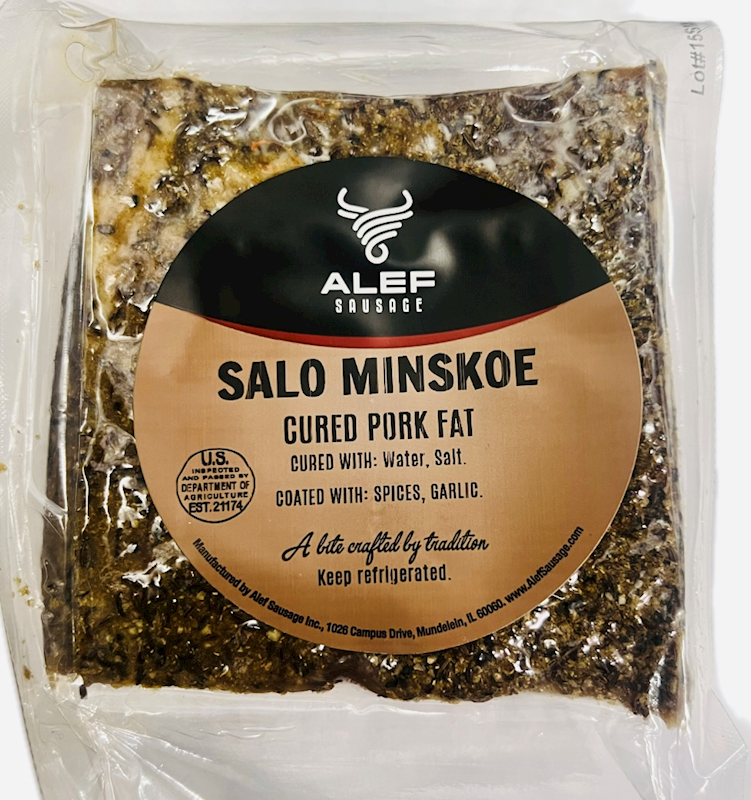 ALEF
SAUSAGE
SALO MINSKOE
CURED PORK FAT
CURED WITH: Water, Salt.
COATED WITH: SPICES, GARLIC.
U.S.
INSPECTED
AND PASSED BY
DEPARTMENT OF
AGRICULTURE
EST. 21174
A bite crafted by tradition
Keep refrigerated.
Manufactured by Alef Sausage Inc., 1026 Campus Drive, Mundelein, IL 60060. www.AlefSausage.com